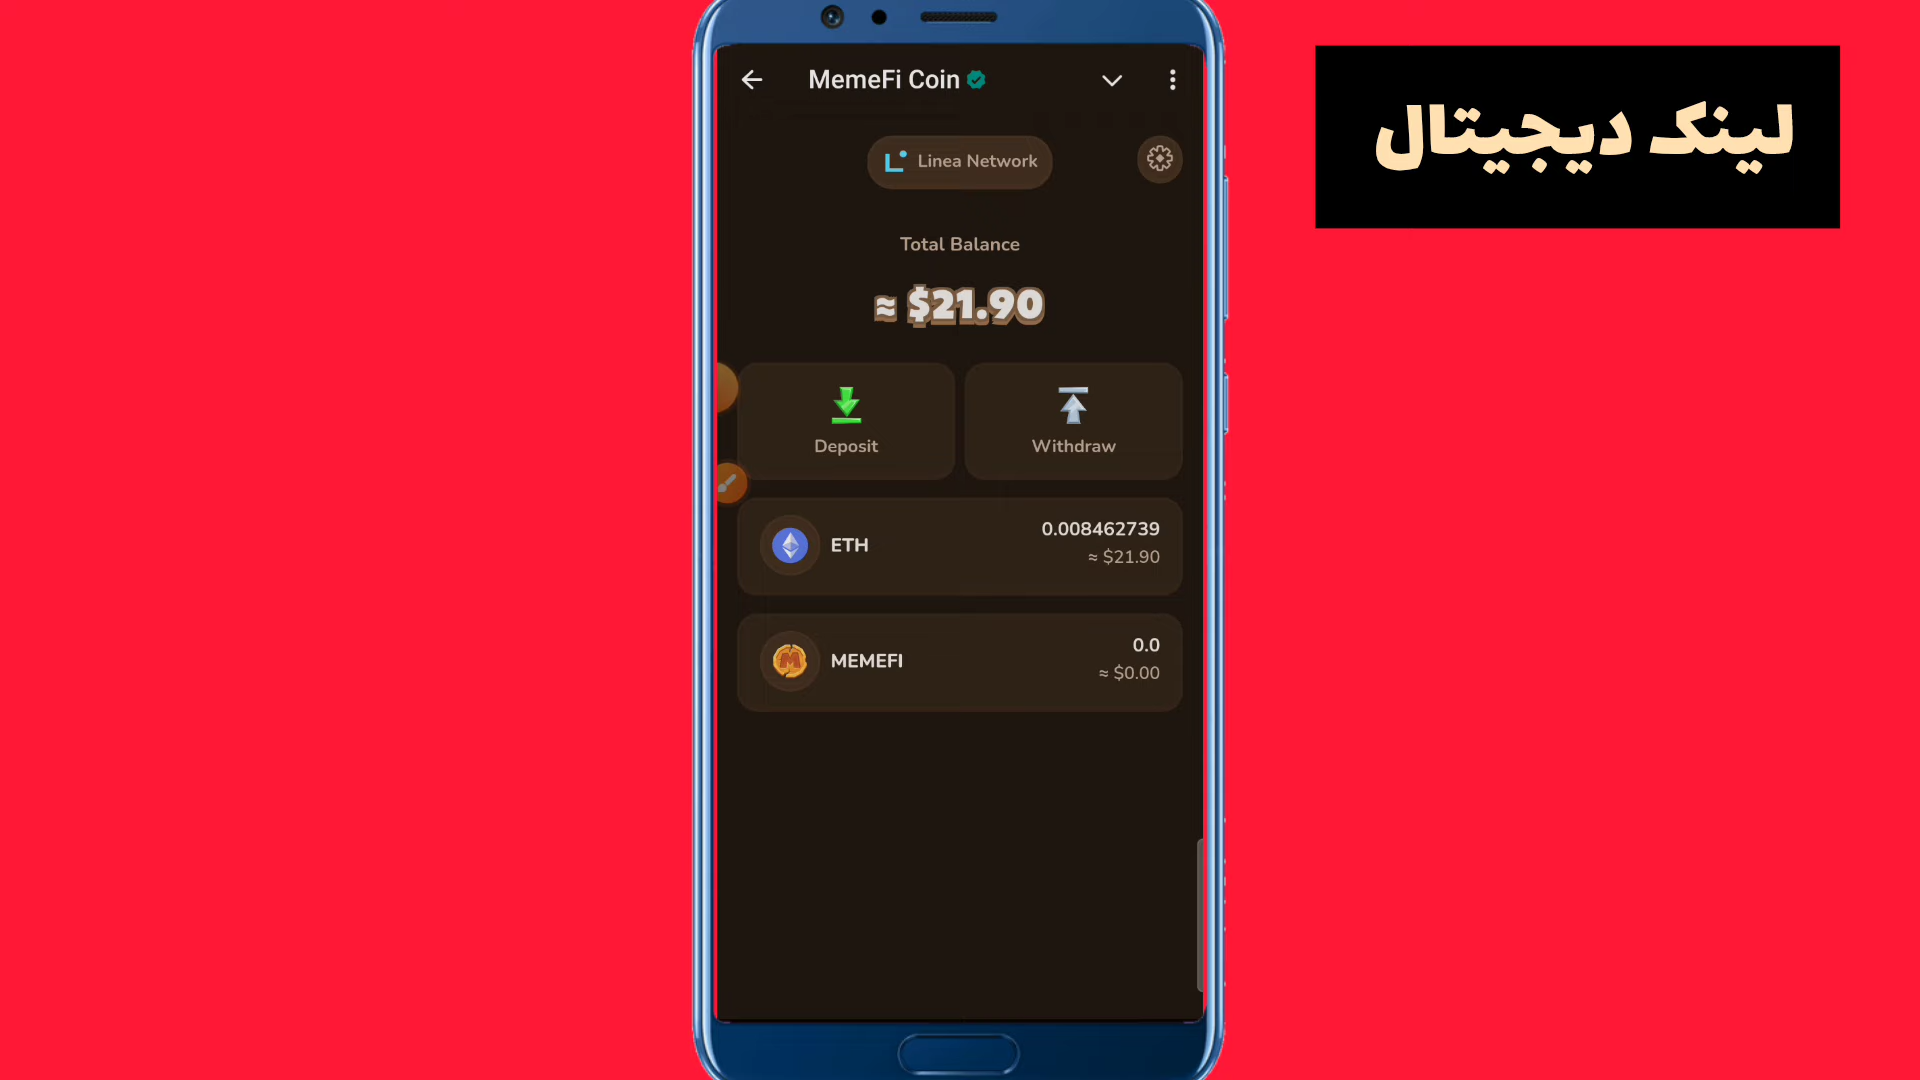 MemeFi Coin
لینک دیجیتال
Linea Network
Total Balance
≈ $21.90
Deposit
Withdraw
ETH
0.008462739
≈ $21.90
MEMEFI
0.0
≈ $0.00